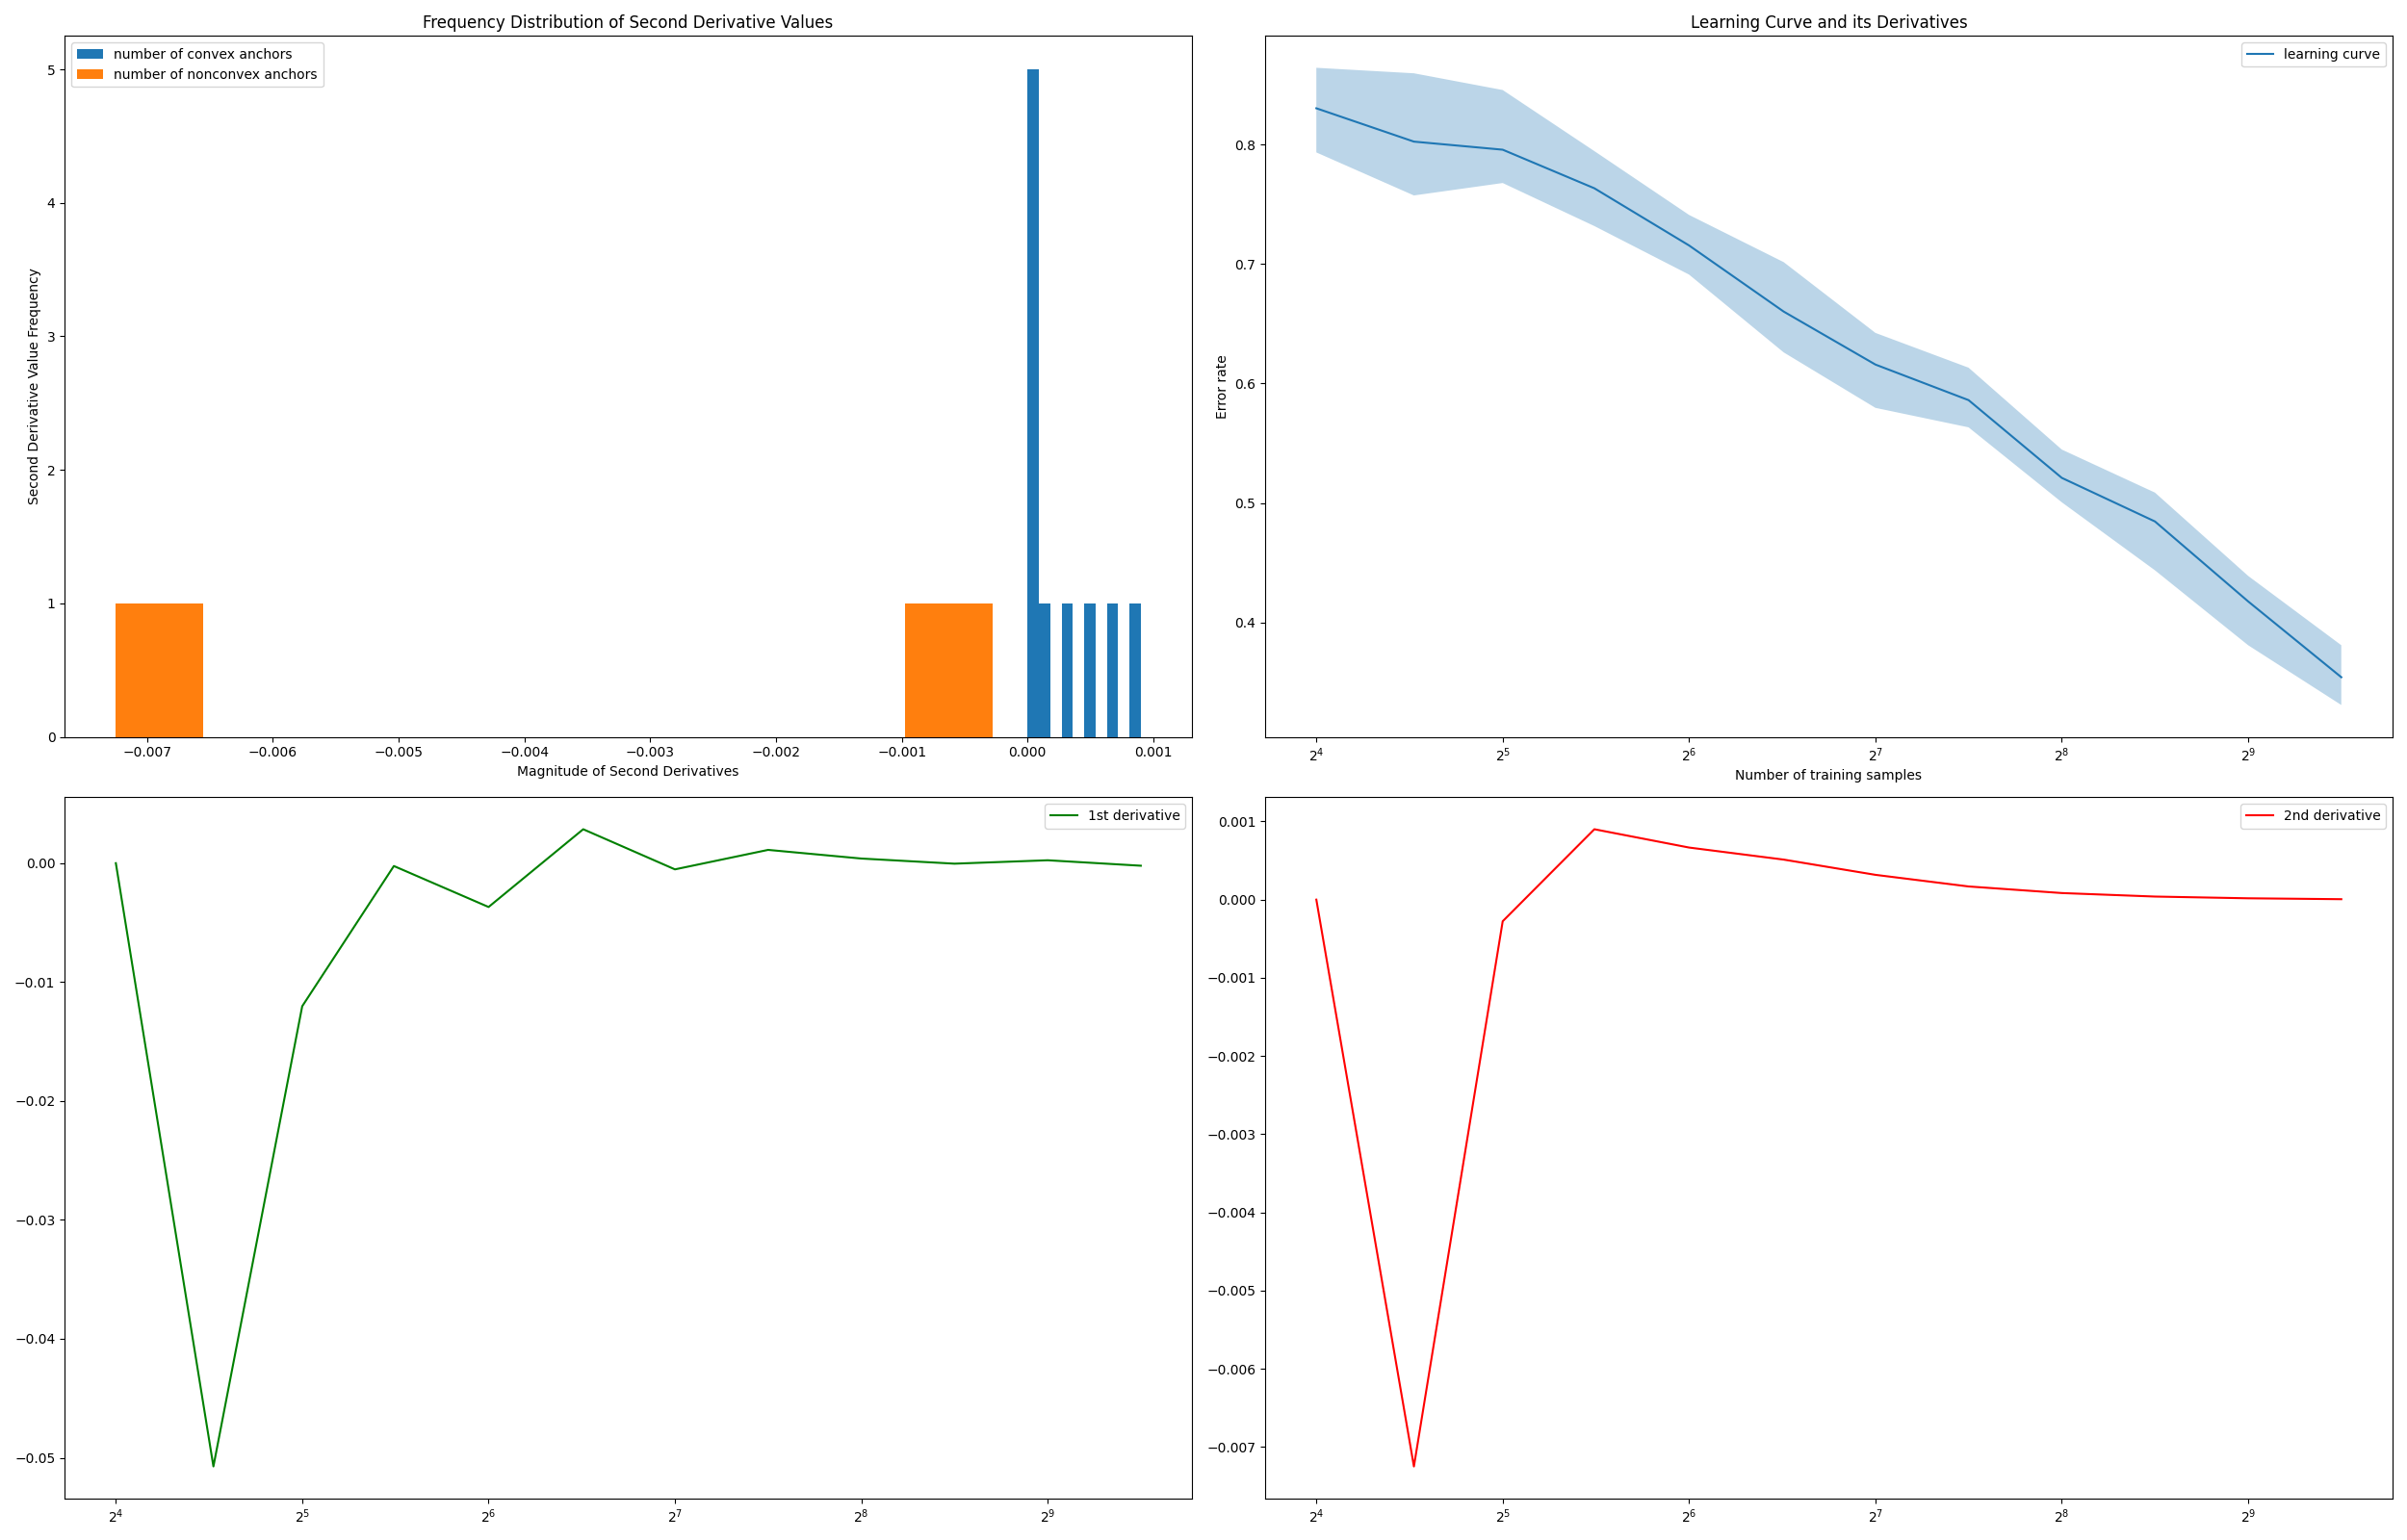 Frequency Distribution of Second Derivative Values
number of convex anchors
number of nonconvex anchors
5
4
3
2
1
0
Second Derivative Value Frequency
−0.007 −0.006 −0.005 −0.004 −0.003 −0.002 −0.001 0.000 0.001
Magnitude of Second Derivatives
Learning Curve and its Derivatives
learning curve
0.8
0.7
0.6
0.5
0.4
Error rate
2⁴ 2⁵ 2⁶ 2⁷ 2⁸ 2⁹
Number of training samples
1st derivative
0.00
−0.01
−0.02
−0.03
−0.04
−0.05
2⁴ 2⁵ 2⁶ 2⁷ 2⁸ 2⁹
2nd derivative
0.001
0.000
−0.001
−0.002
−0.003
−0.004
−0.005
−0.006
−0.007
2⁴ 2⁵ 2⁶ 2⁷ 2⁸ 2⁹